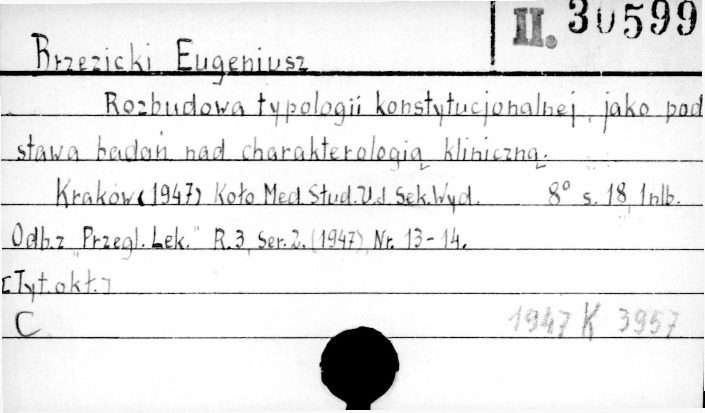 II. 30599
Brzezicki Eugeniusz
Rozbudowa typologii konstytucjonalnej, jako pod
stawa badań nad charakterologią kliniczną.
Kraków (1947) Koło Med. Stud. U.J. Sek. Wyd. 8° s. 18, 1 nlb.
Odb. z "Przegl. Lek." R. 3, Ser. 2. (1947), Nr. 13-14.
[Tyt. okł.]
C 1947 K 3957